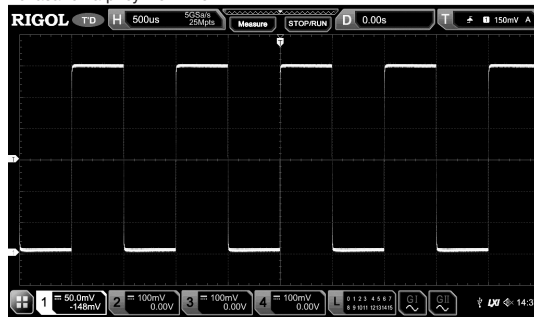 RIGOL T'D H 500us 5GSa/s 25Mpts Measure STOP/RUN D 0.00s T 1 150mV A
T
T
1 50.0mV -148mV 2 100mV 0.00V 3 100mV 0.00V 4 100mV 0.00V L 0 1 2 3 4 5 6 7 8 9 10 11 12 13 14 15 GI GII LXI 14:3